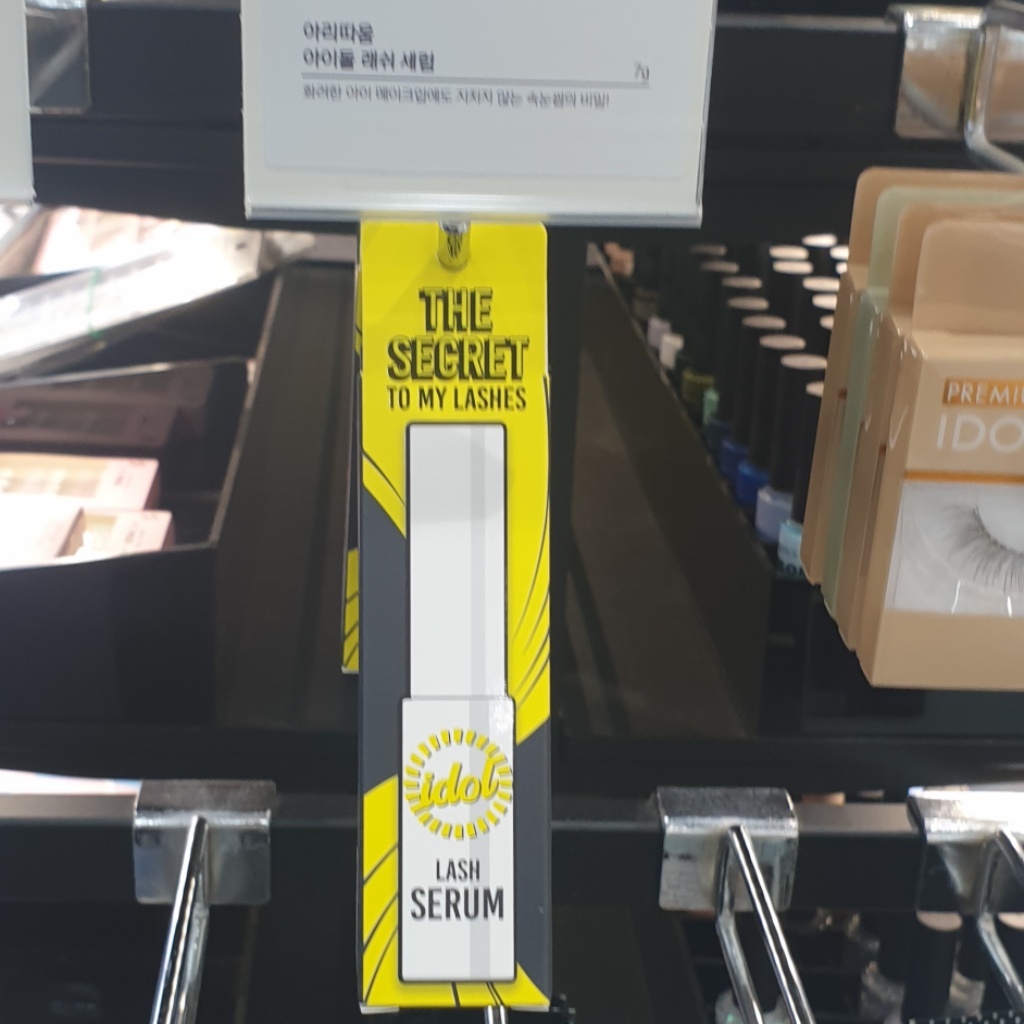 아리따움
아이돌 래쉬 세럼
7g
화려한 아이 메이크업에도 지치지 않는 속눈썹의 비밀!
THE
SECRET
TO MY LASHES
idol
LASH
SERUM
PREMIU
IDO